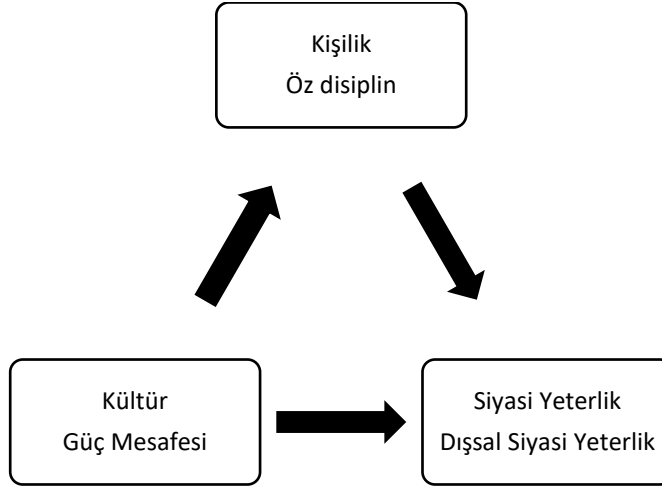 Kişilik
Öz disiplin
Kültür
Güç Mesafesi
Siyasi Yeterlik
Dışsal Siyasi Yeterlik